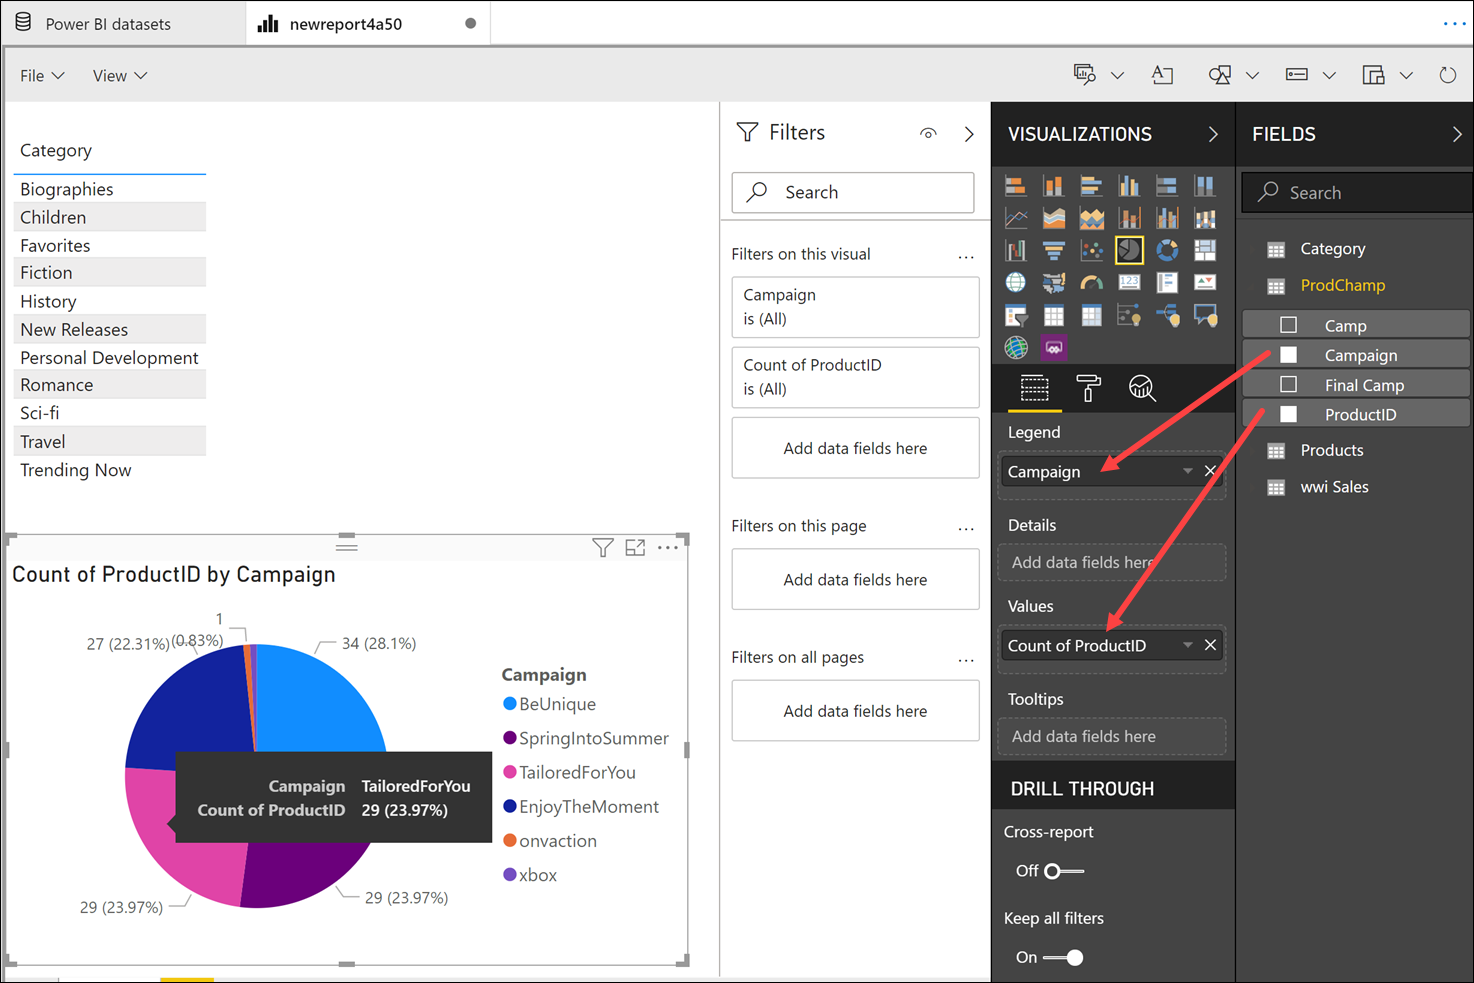 Power BI datasets
newreport4a50
File
View
Category
Biographies
Children
Favorites
Fiction
History
New Releases
Personal Development
Romance
Sci-fi
Travel
Trending Now
Count of ProductID by Campaign
1
(0.83%)
27 (22.31%)
34 (28.1%)
29 (23.97%)
29 (23.97%)
Campaign TailoredForYou
Count of ProductID 29 (23.97%)
Campaign
BeUnique
SpringIntoSummer
TailoredForYou
EnjoyTheMoment
onvaction
xbox
Filters
Search
Filters on this visual
Campaign
is (All)
Count of ProductID
is (All)
Add data fields here
Filters on this page
Add data fields here
Filters on all pages
Add data fields here
VISUALIZATIONS
123
Legend
Campaign
Details
Add data fields here
Values
Count of ProductID
Tooltips
Add data fields here
DRILL THROUGH
Cross-report
Off
Keep all filters
On
FIELDS
Search
Category
ProdChamp
Camp
Campaign
Final Camp
ProductID
Products
wwi Sales